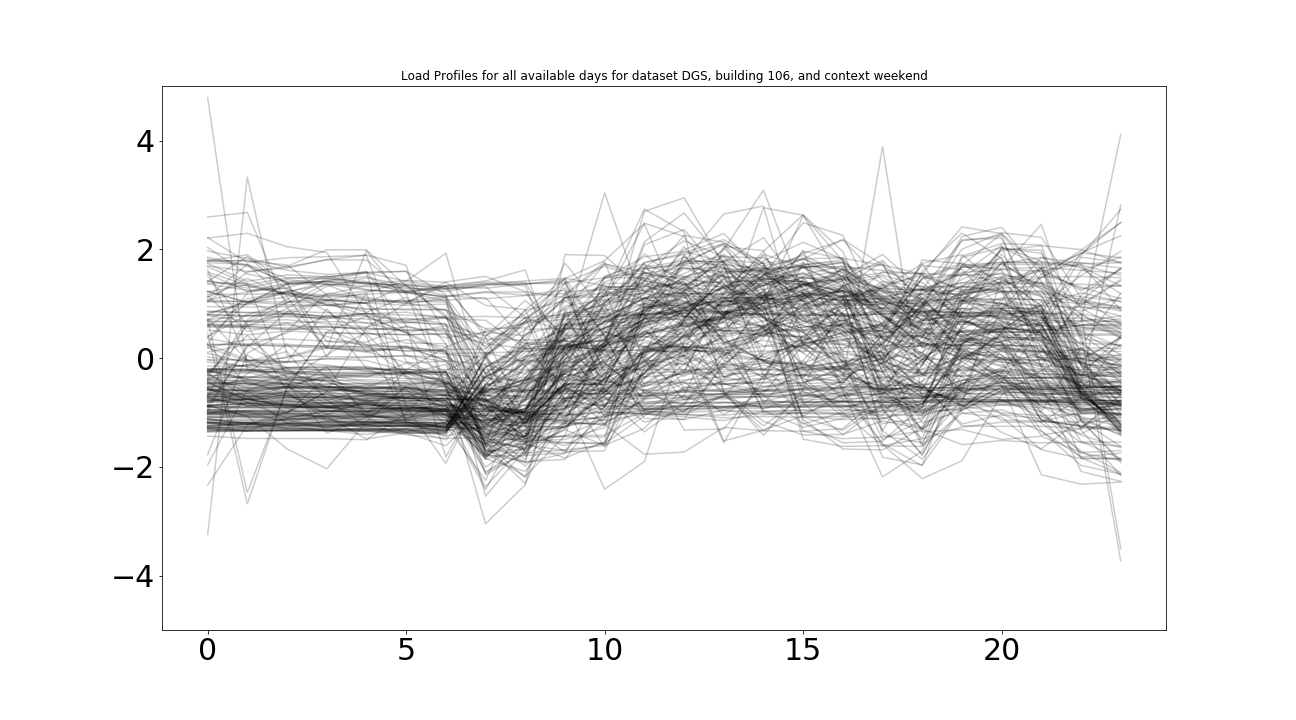 Load Profiles for all available days for dataset DGS, building 106, and context weekend
4
2
0
−2
−4
0 5 10 15 20